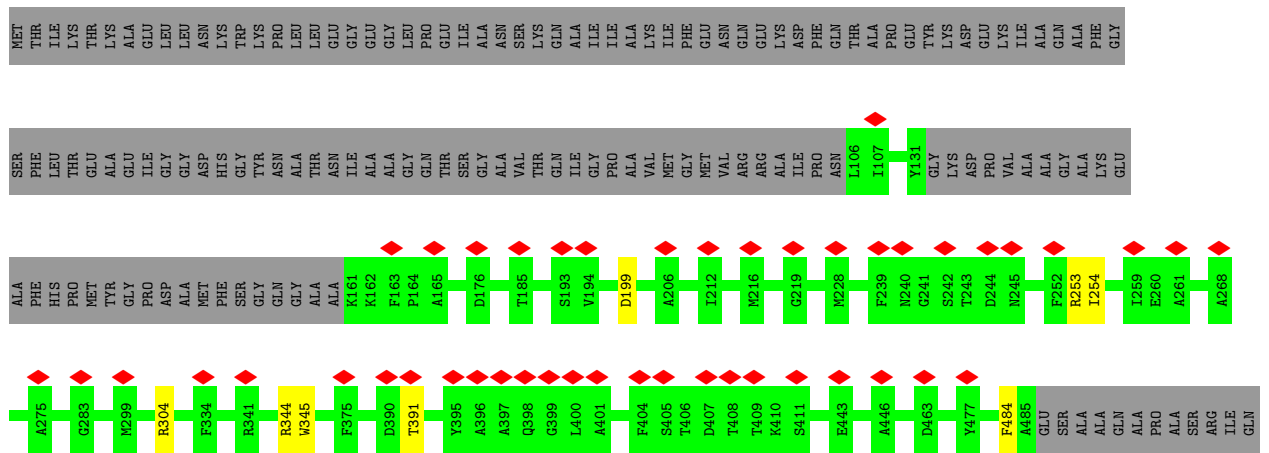 MET THR ILE LYS THR LYS ALA GLU LEU LEU ASN LYS TRP LYS PRO LEU LEU GLU GLY GLU GLY LEU PRO GLU ILE ALA ASN SER LYS GLN ALA ILE ILE ALA LYS ILE PHE GLU ASN GLN GLU LYS ASP PHE GLN THR ALA PRO GLU TYR LYS ASP GLU LYS ILE ALA GLN ALA PHE GLY
SER PHE LEU THR GLU ALA GLU ILE GLY GLY ASP HIS GLY TYR ASN ALA THR ASN ILE ALA ALA GLY GLN THR SER GLY ALA VAL THR GLN ILE GLY PRO ALA VAL MET GLY MET VAL ARG ARG ALA ILE PRO ASN L106 I107 Y131 GLY LYS ASP PRO VAL ALA ALA GLY ALA LYS GLU
ALA PHE HIS PRO MET TYR GLY PRO ASP ALA MET PHE SER GLY GLN GLY ALA ALA K161 K162 F163 P164 A165 D176 T185 S193 V194 D199 A206 I212 M216 G219 M228 F239 N240 G241 S242 T243 D244 N245 F252 R253 I254 I259 E260 A261 A268
A275 G283 M299 R304 F334 R341 R344 W345 F375 D390 T391 Y395 A396 A397 Q398 G399 L400 A401 F404 S405 T406 D407 T408 T409 K410 S411 E443 A446 D463 Y477 F484 A485 GLU SER ALA ALA GLN ALA PRO ALA SER ARG ILE GLN